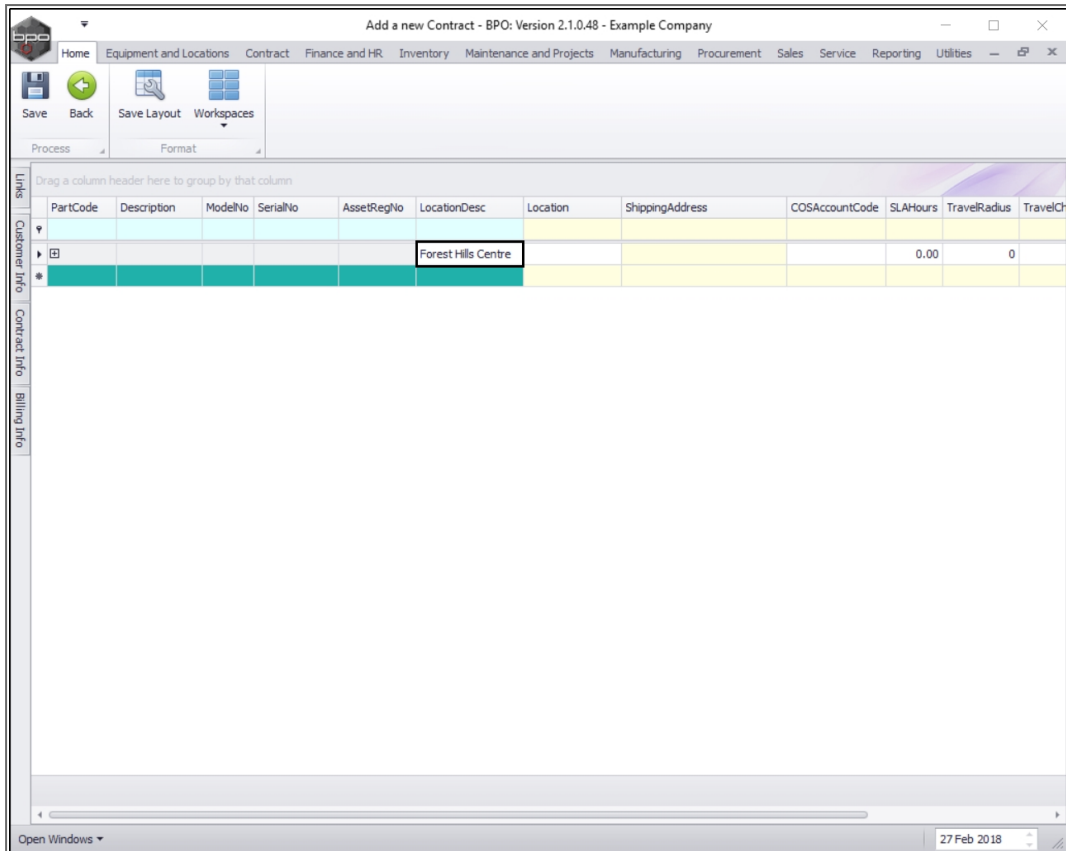 Add a new Contract - BPO: Version 2.1.0.48 - Example Company
bpo
Home Equipment and Locations Contract Finance and HR Inventory Maintenance and Projects Manufacturing Procurement Sales Service Reporting Utilities
Save Back Save Layout Workspaces
Process Format
Links
Customer Info
Contract Info
Billing Info
Drag a column header here to group by that column
PartCode Description ModelNo SerialNo AssetRegNo LocationDesc Location ShippingAddress COSAccountCode SLAHours TravelRadius TravelCh
Forest Hills Centre 0.00 0
Open Windows 27 Feb 2018